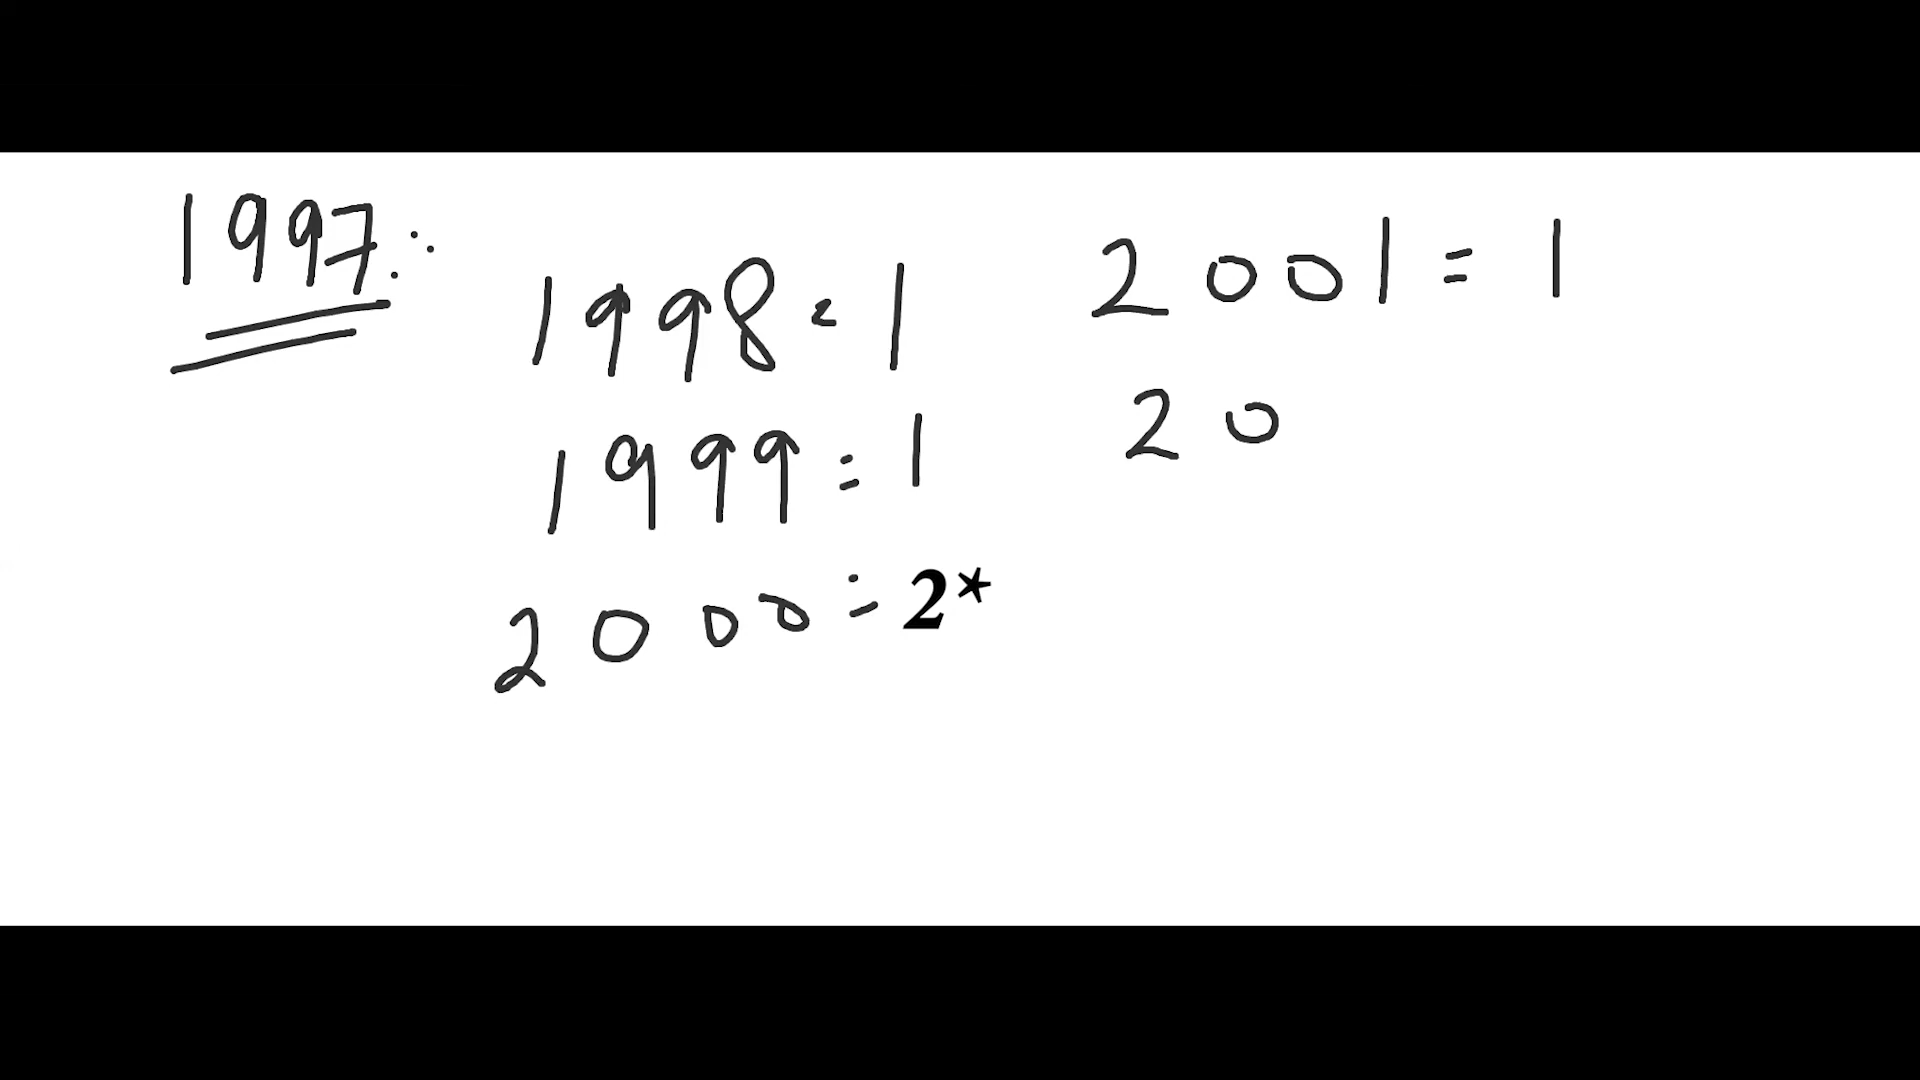 1997:.
1998 = 1
1999 = 1
2000 = 2*
2001 = 1
20